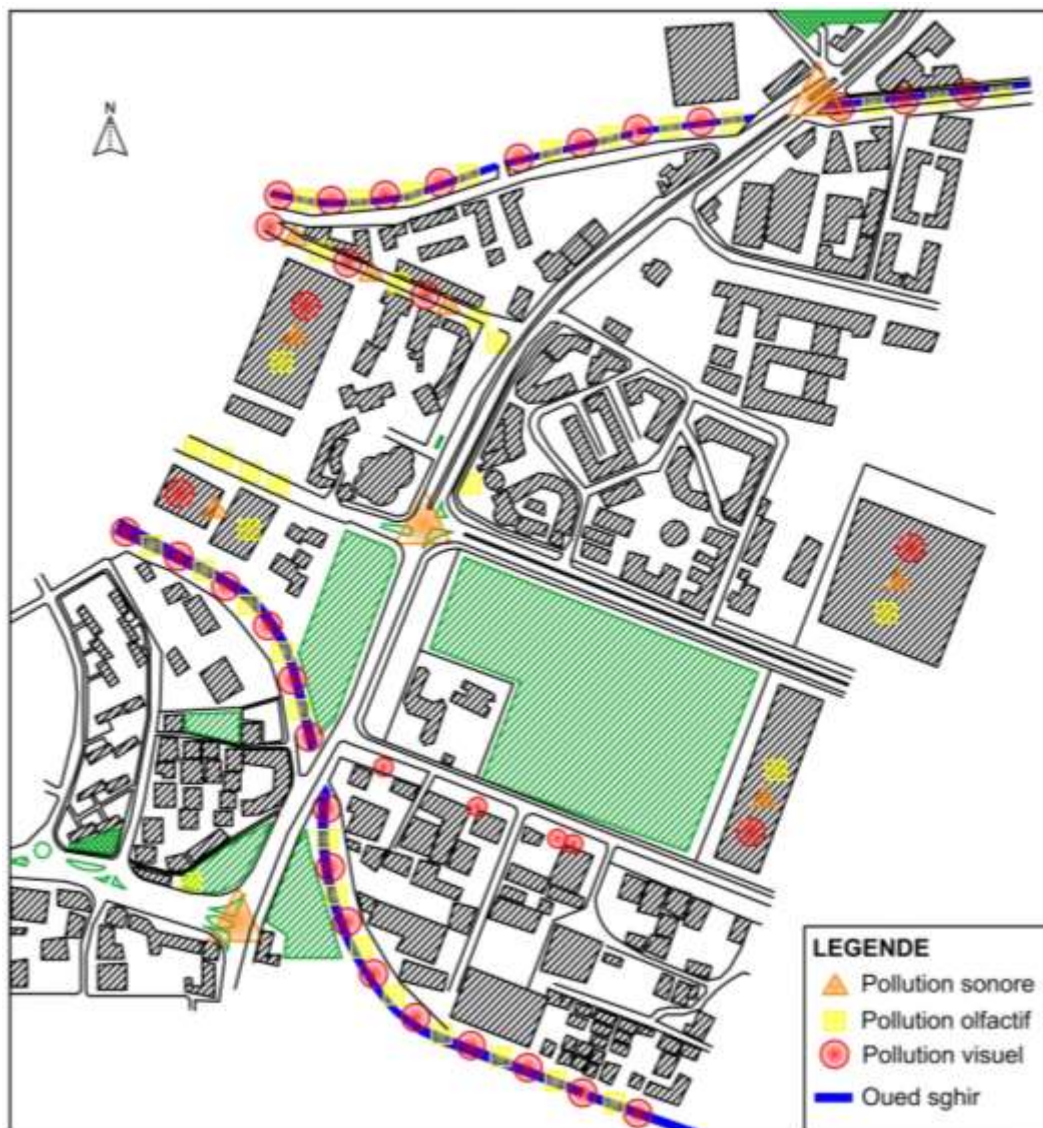 N
LEGENDE
Pollution sonore
Pollution olfactif
Pollution visuel
Oued sghir